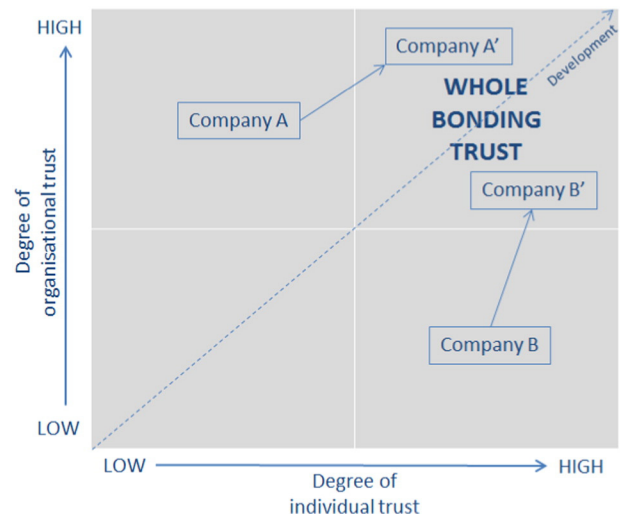 HIGH
Company A’
Development
WHOLE
BONDING
TRUST
Company A
Company B’
Degree of
organisational trust
Company B
LOW
LOW
HIGH
Degree of
individual trust